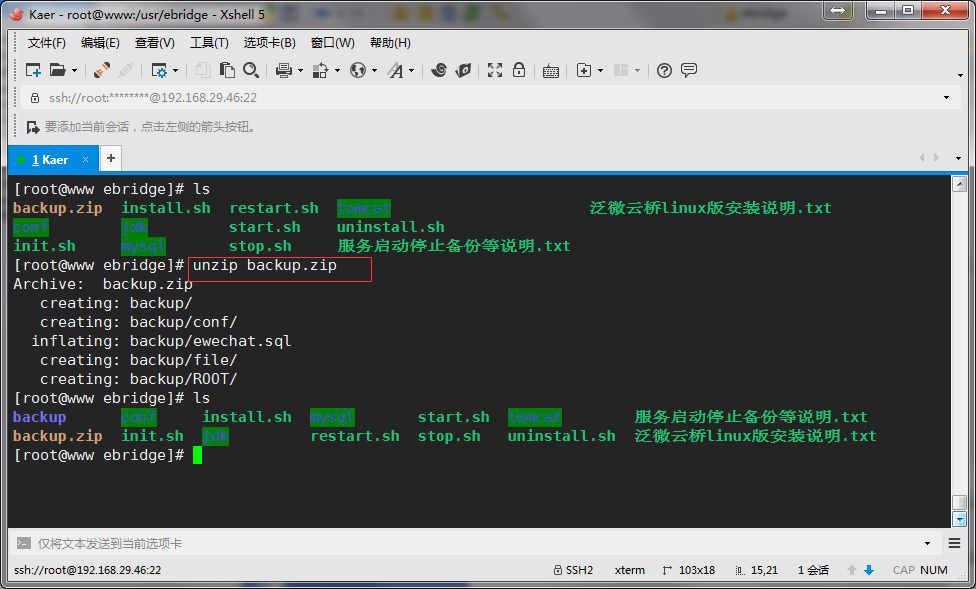 Kaer - root@www:/usr/ebridge - Xshell 5
文件(F) 编辑(E) 查看(V) 工具(T) 选项卡(B) 窗口(W) 帮助(H)
ssh://root:********@192.168.29.46:22
要添加当前会话，点击左侧的箭头按钮。
1 Kaer × +
[root@www ebridge]# ls
backup.zip install.sh restart.sh tomcat 泛微云桥linux版安装说明.txt
conf jdk start.sh uninstall.sh
init.sh mysql stop.sh 服务启动停止备份等说明.txt
[root@www ebridge]# unzip backup.zip
Archive: backup.zip
creating: backup/
creating: backup/conf/
inflating: backup/ewechat.sql
creating: backup/file/
creating: backup/ROOT/
[root@www ebridge]# ls
backup conf install.sh mysql start.sh tomcat 服务启动停止备份等说明.txt
backup.zip init.sh jdk restart.sh stop.sh uninstall.sh 泛微云桥linux版安装说明.txt
[root@www ebridge]#
仅将文本发送到当前选项卡
ssh://root@192.168.29.46:22 SSH2 xterm 103x18 15,21 1 会话 CAP NUM